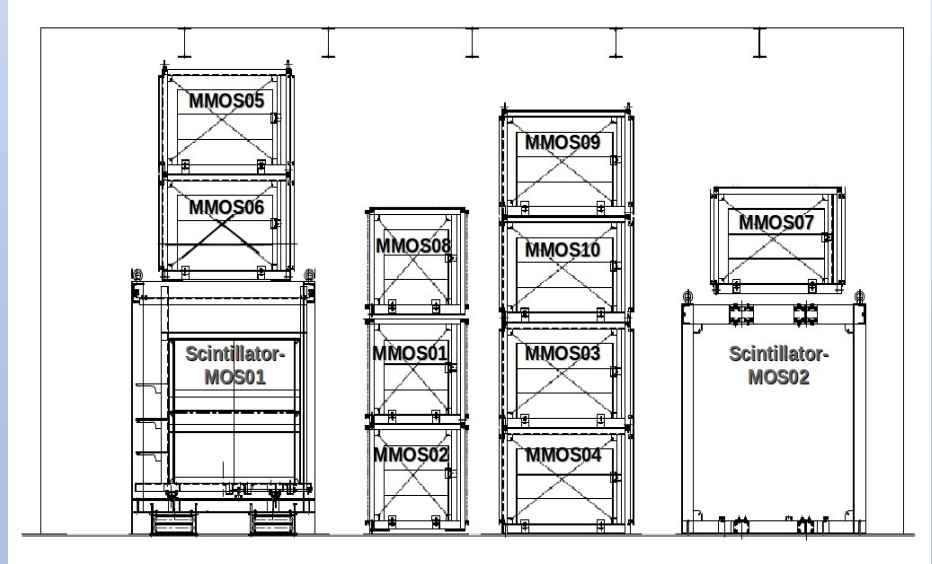 MMOS05
MMOS06
Scintillator-
MOS01
MMOS08
MMOS01
MMOS02
MMOS09
MMOS10
MMOS03
MMOS04
MMOS07
Scintillator-
MOS02